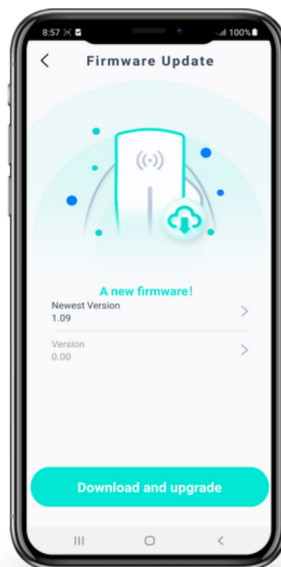 8:57
100%
Firmware Update
A new firmware!
Newest Version
1.09
Version
0.00
Download and upgrade